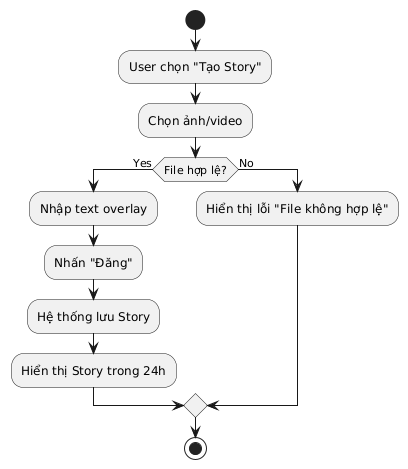 User chọn "Tạo Story"
Chọn ảnh/video
Yes
File hợp lệ?
No
Nhập text overlay
Hiển thị lỗi "File không hợp lệ"
Nhấn "Đăng"
Hệ thống lưu Story
Hiển thị Story trong 24h